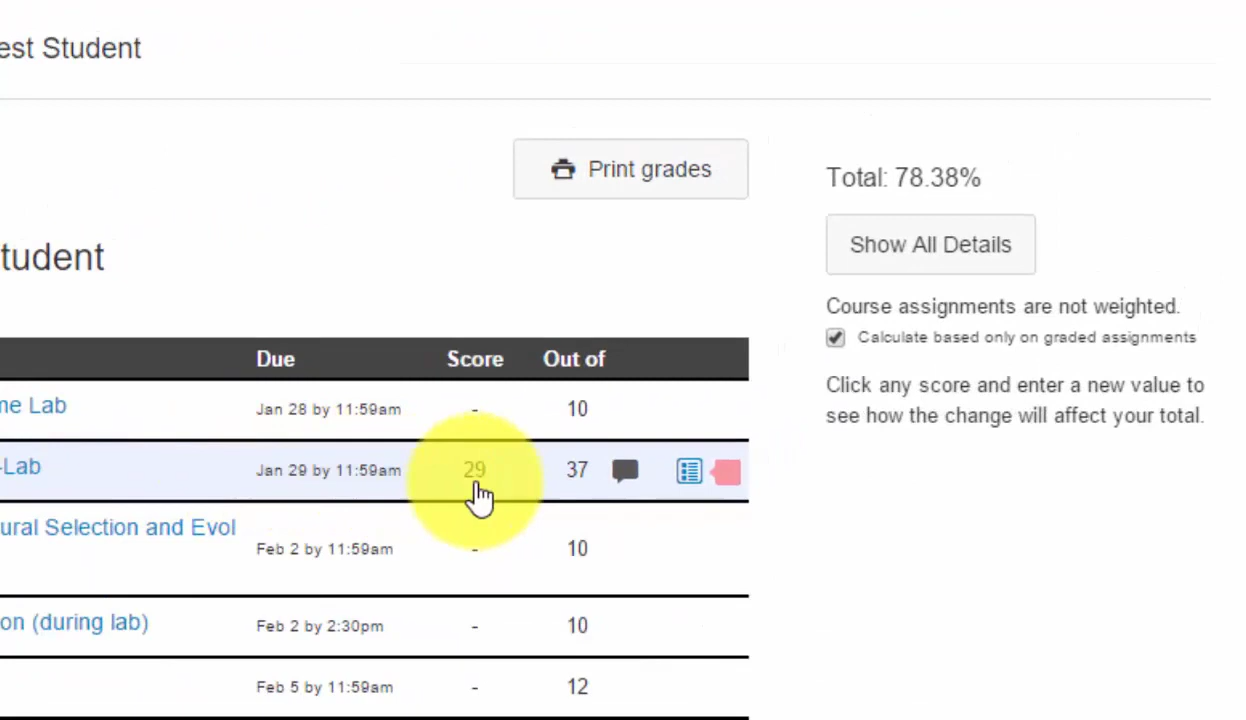 est Student
Print grades
Total: 78.38%
Show All Details
tudent
Course assignments are not weighted.
Calculate based only on graded assignments
Click any score and enter a new value to
see how the change will affect your total.
Due Score Out of
me Lab Jan 28 by 11:59am - 10
-Lab Jan 29 by 11:59am 29 37
ural Selection and Evol
Feb 2 by 11:59am - 10
on (during lab) Feb 2 by 2:30pm - 10
Feb 5 by 11:59am - 12